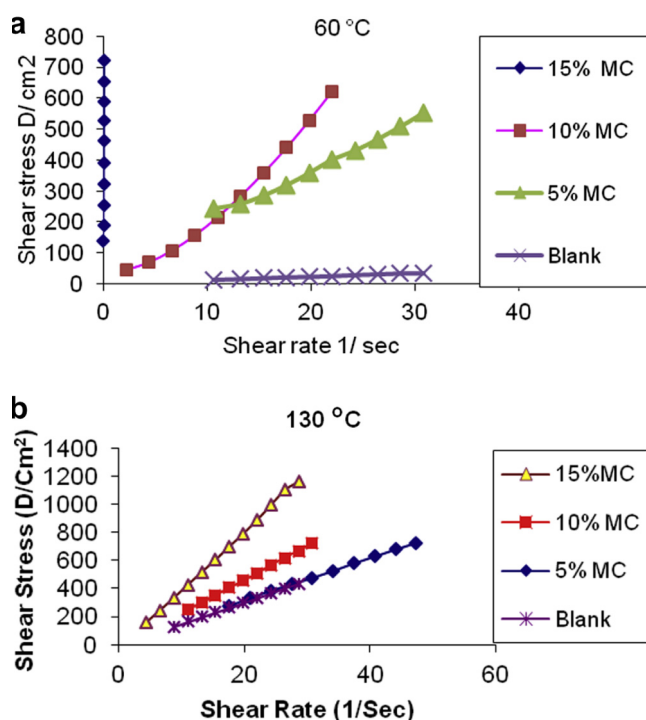 a
60 °C
800
700
600
500
400
300
200
100
0
Shear stress D/ cm2
0 10 20 30 40
Shear rate 1/ sec
15% MC
10% MC
5% MC
Blank
b
130 °C
1400
1200
1000
800
600
400
200
0
Shear Stress (D/Cm²)
0 20 40 60
Shear Rate (1/Sec)
15%MC
10% MC
5% MC
Blank